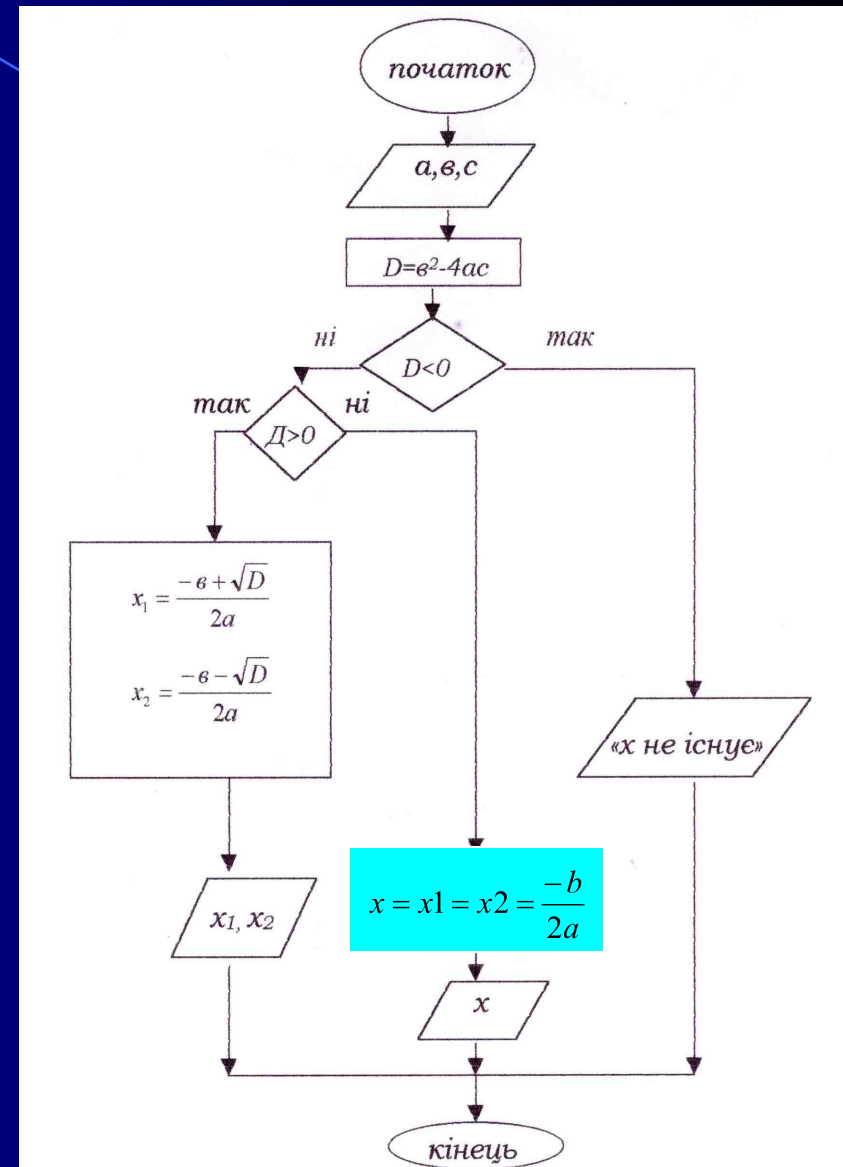 початок
а,в,с
D=в²-4ас
ні
так
D<0
так
ні
Д>0
x₁ = (-в+√D)/2a
x₂ = (-в-√D)/2a
«х не існує»
x = x1 = x2 = (-b)/2a
x₁, x₂
x
кінець